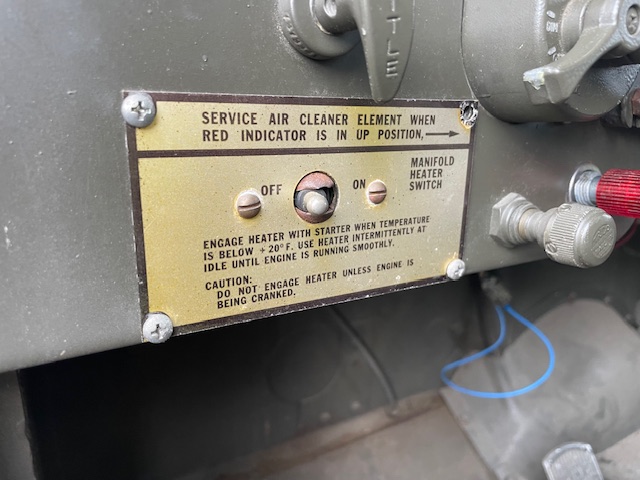 TLE
SERVICE AIR CLEANER ELEMENT WHEN
RED INDICATOR IS IN UP POSITION,
OFF
ON
MANIFOLD
HEATER
SWITCH
ENGAGE HEATER WITH STARTER WHEN TEMPERATURE
IS BELOW +20°F. USE HEATER INTERMITTENTLY AT
IDLE UNTIL ENGINE IS RUNNING SMOOTHLY.
CAUTION:
DO NOT ENGAGE HEATER UNLESS ENGINE IS
BEING CRANKED.